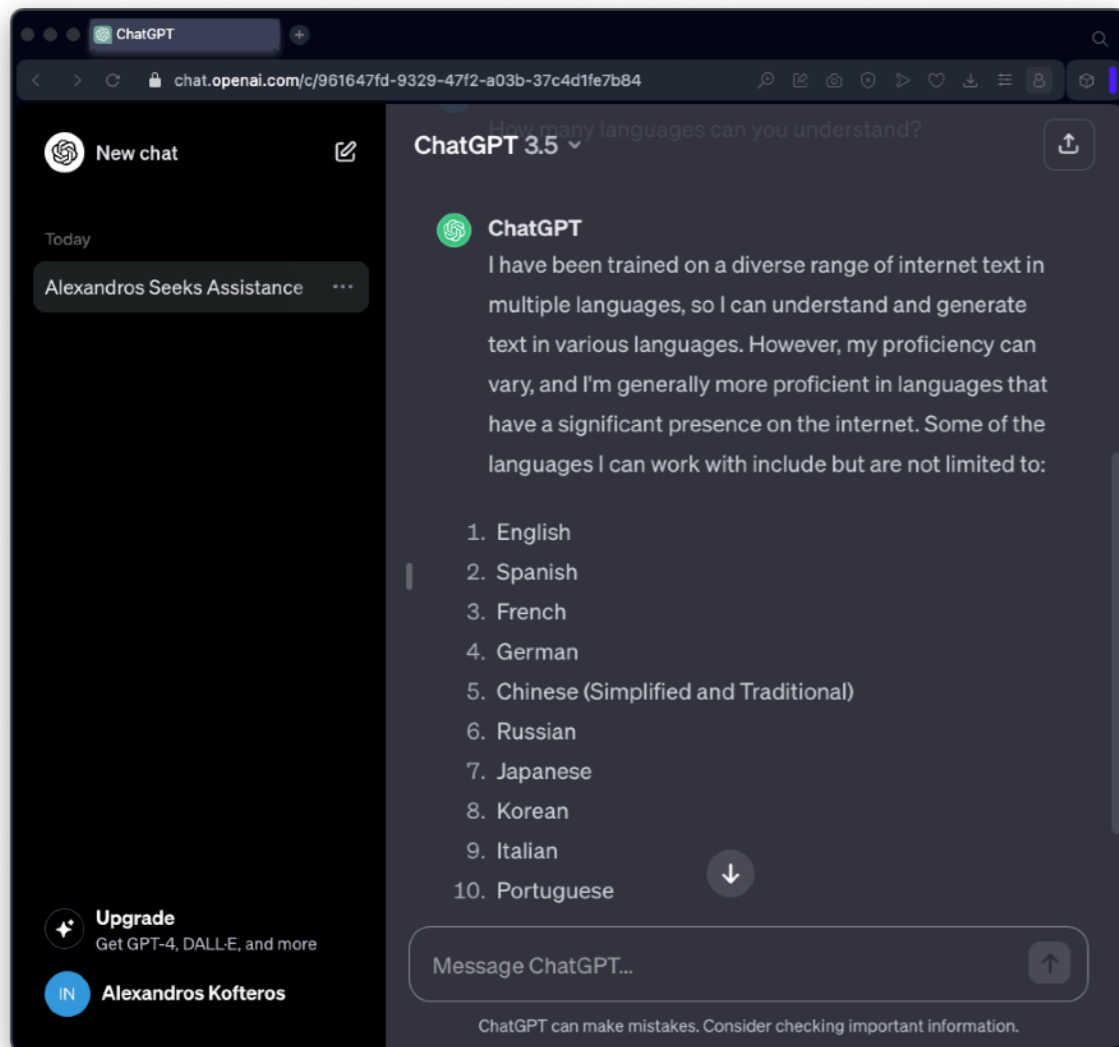 ChatGPT
chat.openai.com/c/961647fd-9329-47f2-a03b-37c4d1fe7b84
New chat
Today
Alexandros Seeks Assistance
Upgrade
Get GPT-4, DALL·E, and more
IN
Alexandros Kofteros
How many languages can you understand?
ChatGPT 3.5
ChatGPT
I have been trained on a diverse range of internet text in
multiple languages, so I can understand and generate
text in various languages. However, my proficiency can
vary, and I'm generally more proficient in languages that
have a significant presence on the internet. Some of the
languages I can work with include but are not limited to:
1. English
2. Spanish
3. French
4. German
5. Chinese (Simplified and Traditional)
6. Russian
7. Japanese
8. Korean
9. Italian
10. Portuguese
Message ChatGPT...
ChatGPT can make mistakes. Consider checking important information.